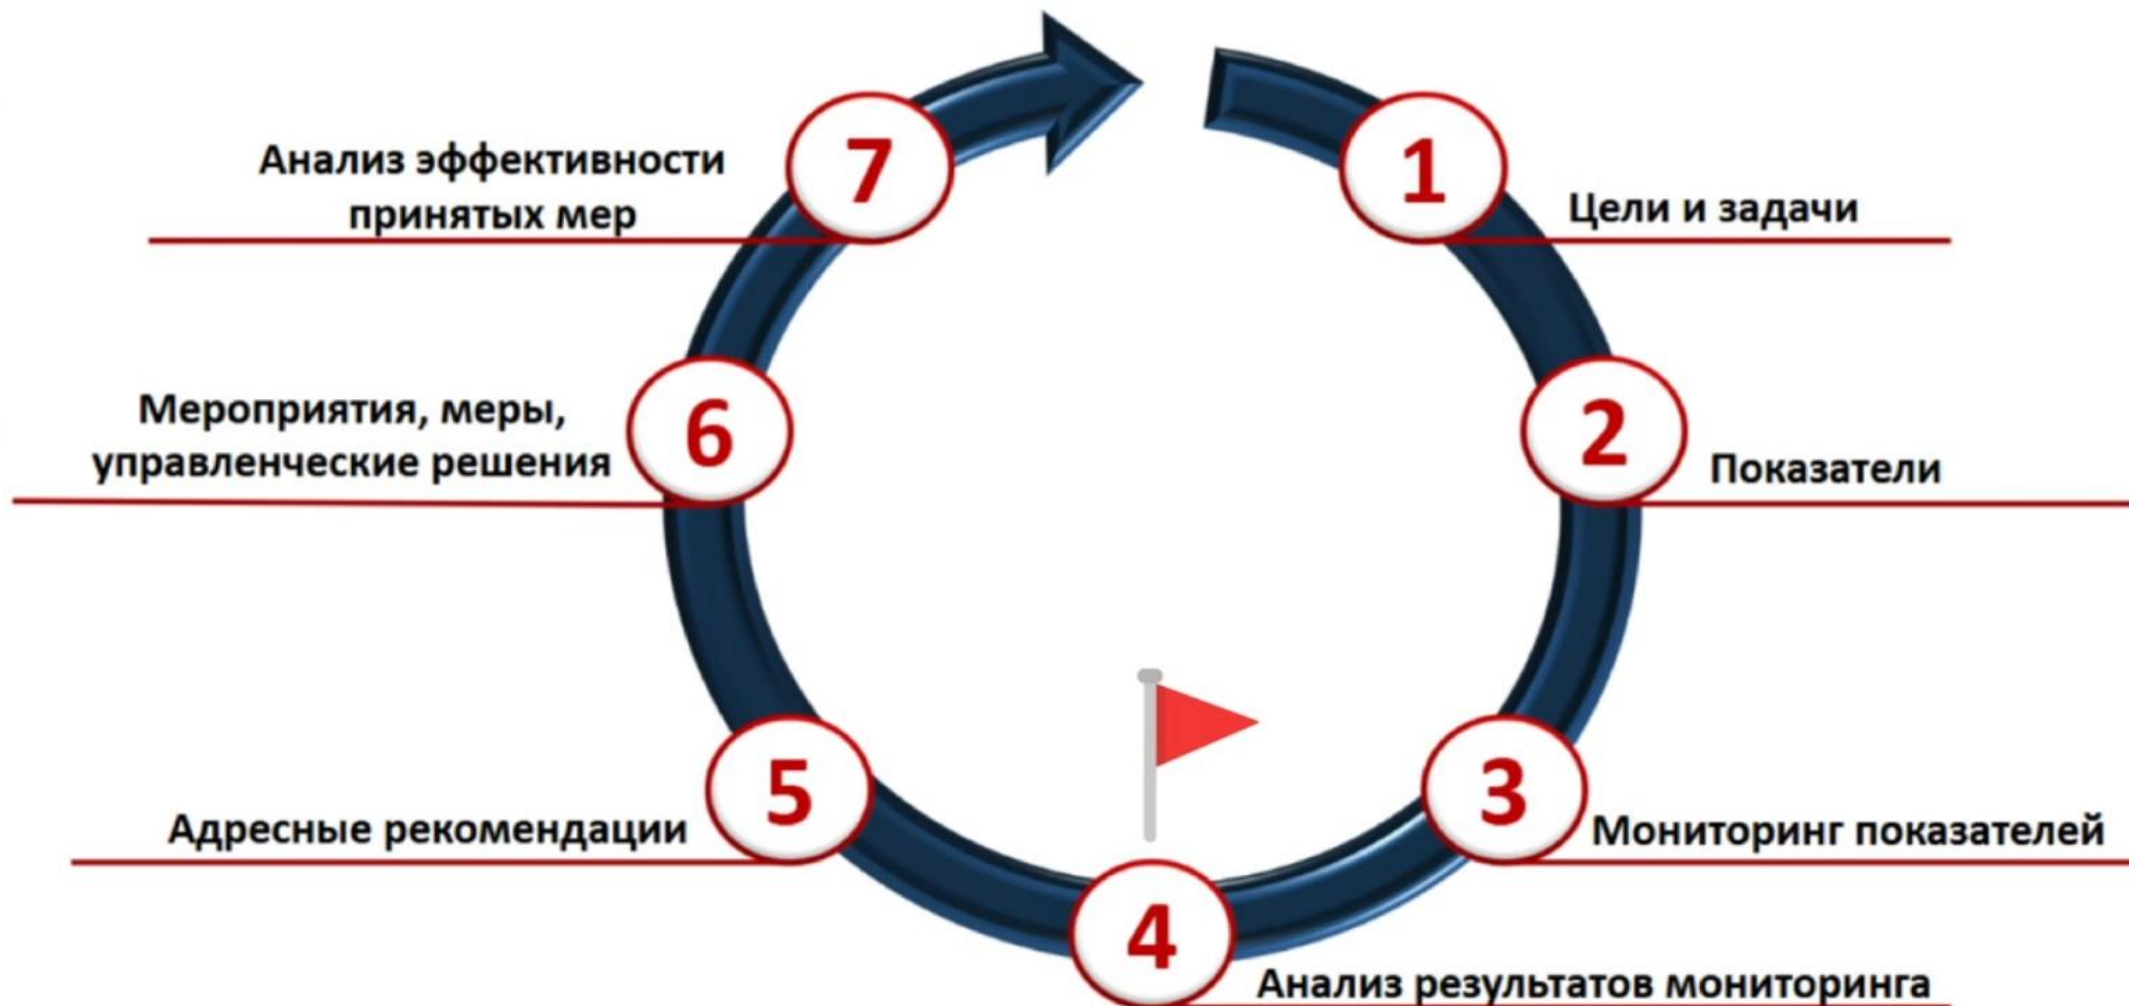 1
Цели и задачи
2
Показатели
3
Мониторинг показателей
4
Анализ результатов мониторинга
5
Адресные рекомендации
6
Мероприятия, меры,
управленческие решения
7
Анализ эффективности
принятых мер